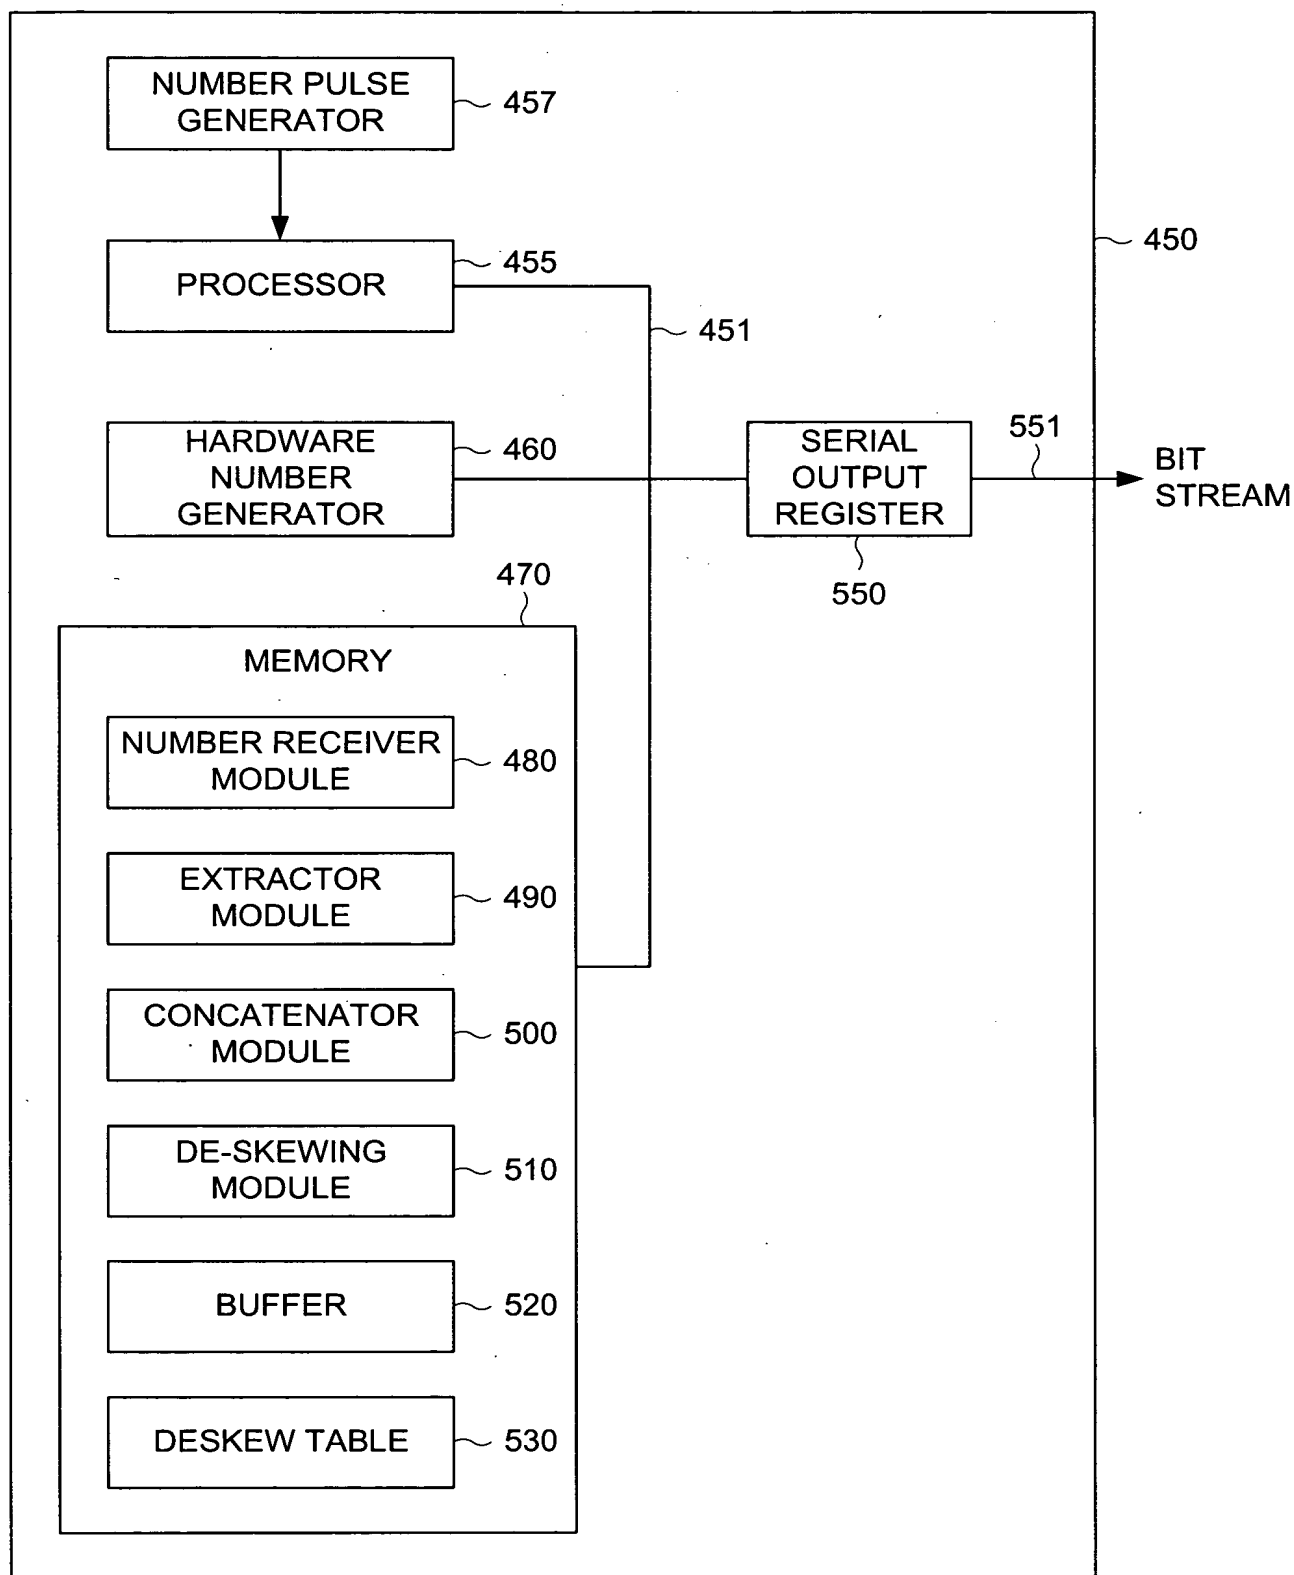 NUMBER PULSE
GENERATOR
457
PROCESSOR
455
450
451
HARDWARE
NUMBER
GENERATOR
460
SERIAL
OUTPUT
REGISTER
550
551
BIT
STREAM
470
MEMORY
NUMBER RECEIVER
MODULE
480
EXTRACTOR
MODULE
490
CONCATENATOR
MODULE
500
DE-SKEWING
MODULE
510
BUFFER
520
DESKEW TABLE
530